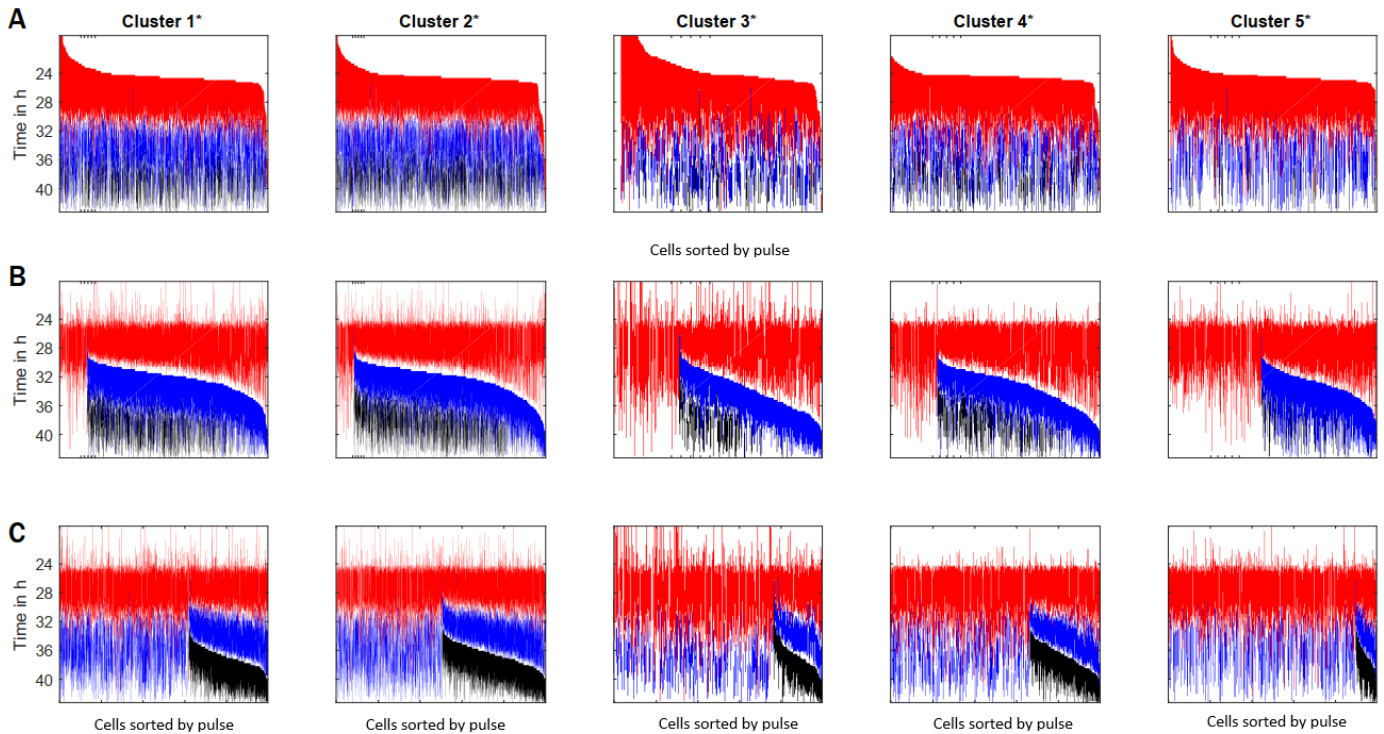 A
Cluster 1* Cluster 2* Cluster 3* Cluster 4* Cluster 5*
Time in h
24
28
32
36
40
Cells sorted by pulse
B
Time in h
24
28
32
36
40
C
Time in h
24
28
32
36
40
Cells sorted by pulse Cells sorted by pulse Cells sorted by pulse Cells sorted by pulse Cells sorted by pulse